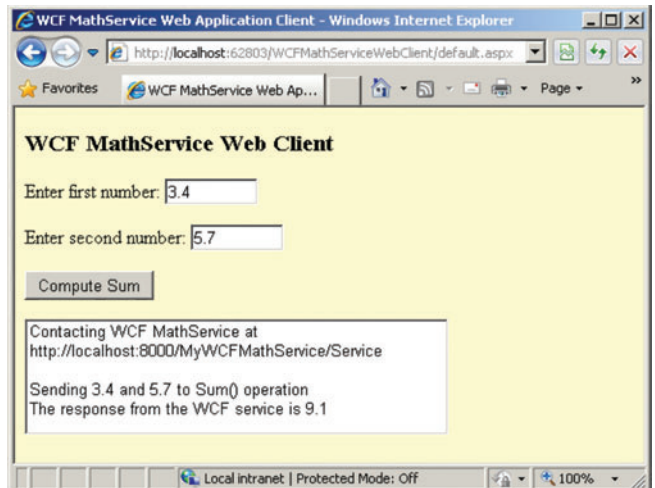 WCF MathService Web Application Client - Windows Internet Explorer
http://localhost:62803/WCFMathServiceWebClient/default.aspx
Favorites
WCF MathService Web Ap...
Page
»
WCF MathService Web Client
Enter first number: 3.4
Enter second number: 5.7
Compute Sum
Contacting WCF MathService at
http://localhost:8000/MyWCFMathService/Service
Sending 3.4 and 5.7 to Sum() operation
The response from the WCF service is 9.1
Local intranet | Protected Mode: Off
100%